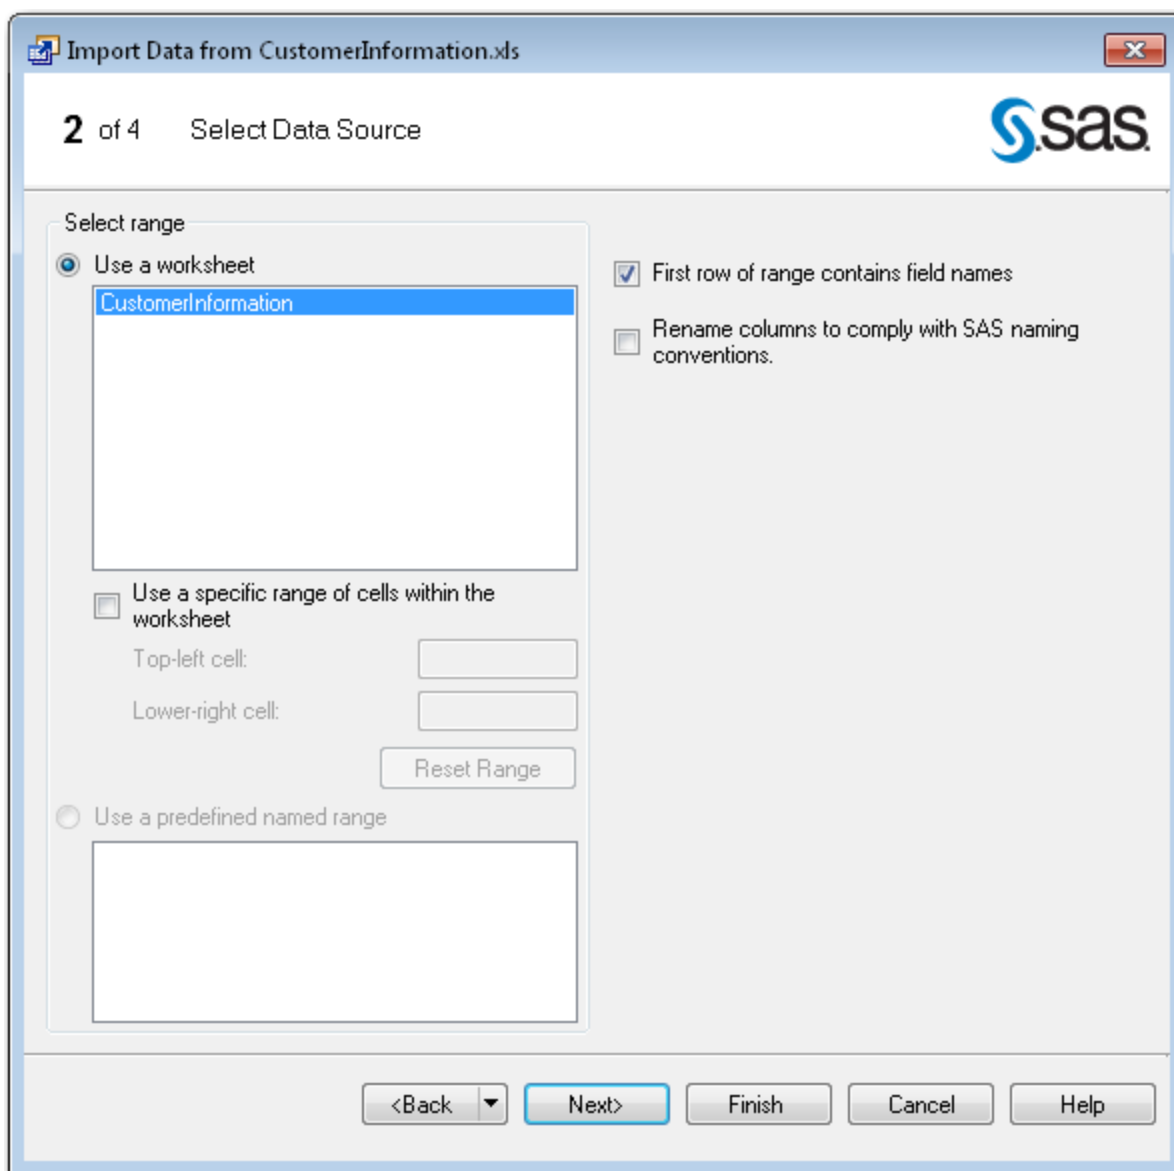 Import Data from CustomerInformation.xls
2 of 4 Select Data Source
sas
Select range
Use a worksheet
CustomerInformation
Use a specific range of cells within the
worksheet
Top-left cell:
Lower-right cell:
Reset Range
Use a predefined named range
First row of range contains field names
Rename columns to comply with SAS naming
conventions.
<Back Next> Finish Cancel Help